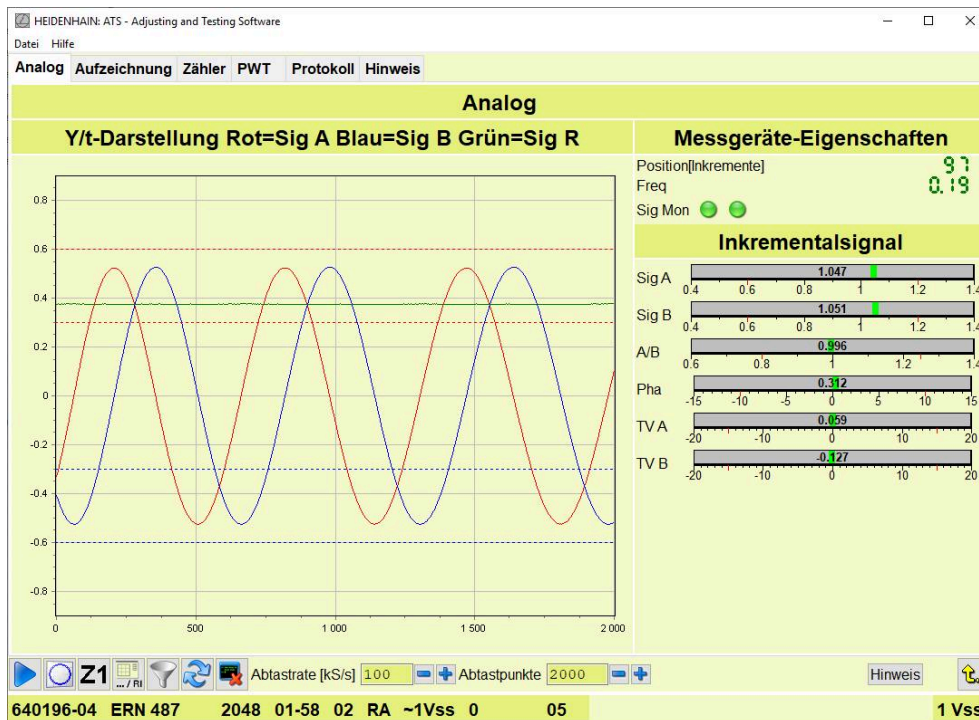 HEIDENHAIN: ATS - Adjusting and Testing Software
Datei Hilfe
Analog Aufzeichnung Zähler PWT Protokoll Hinweis
Analog
Y/t-Darstellung Rot=Sig A Blau=Sig B Grün=Sig R
0.8
0.6
0.4
0.2
0
-0.2
-0.4
-0.6
-0.8
0 500 1 000 1 500 2 000
Messgeräte-Eigenschaften
Position[Inkremente] 97
Freq 0.19
Sig Mon
Inkrementalsignal
Sig A 1.047
0.4 0.6 0.8 1 1.2 1.4
Sig B 1.051
0.4 0.6 0.8 1 1.2 1.4
A/B 0.996
0.6 0.8 1 1.2 1.4
Pha 0.312
-15 -10 -5 0 5 10 15
TV A 0.059
-20 -10 0 10 20
TV B -0.127
-20 -10 0 10 20
Z1 ... / RI Abtastrate [kS/s] 100 Abtastpunkte 2000 Hinweis
640196-04 ERN 487 2048 01-58 02 RA ~1Vss 0 05 1 Vss